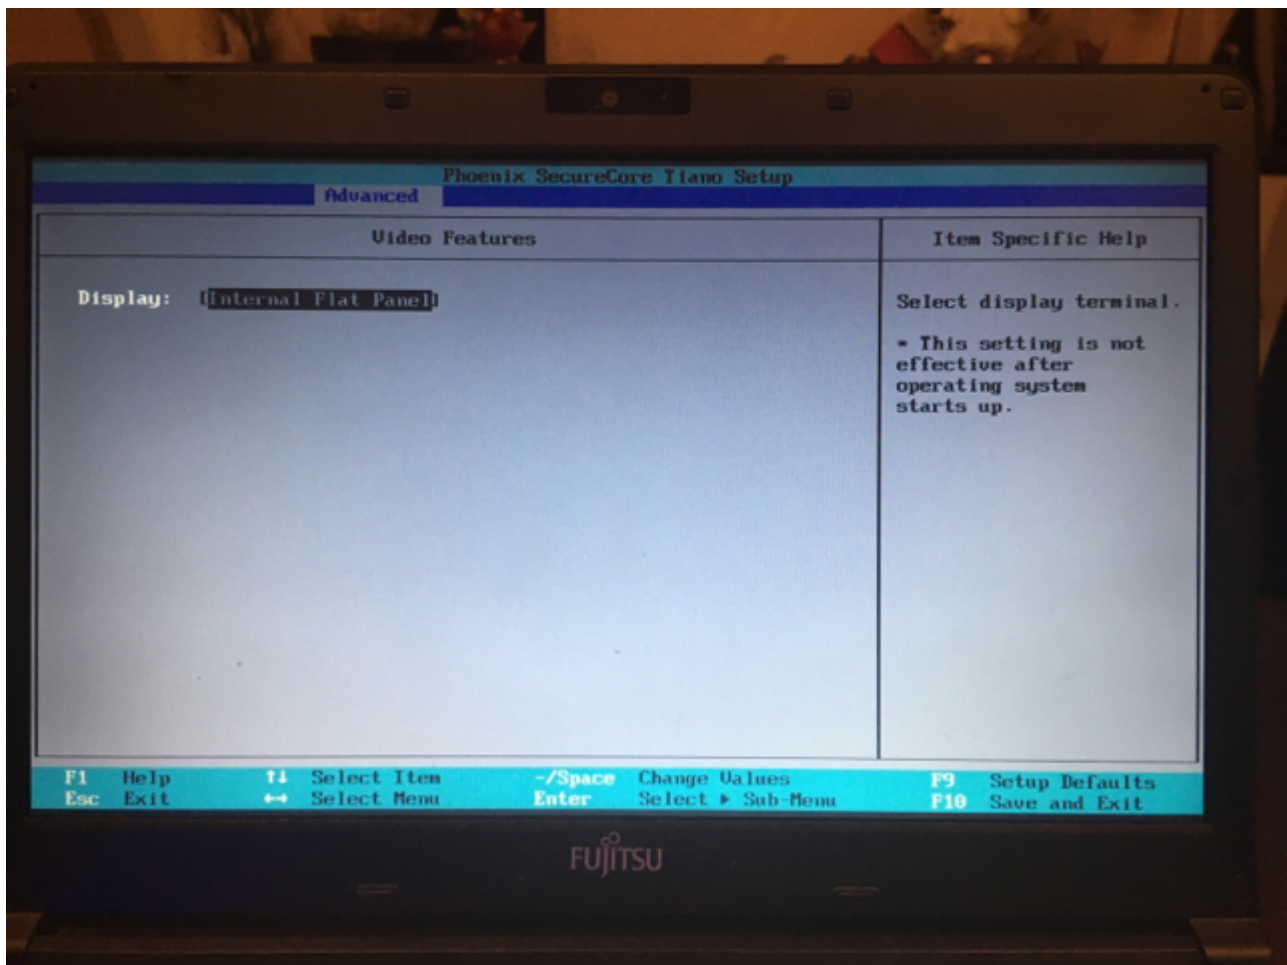 Phoenix SecureCore Tiano Setup
Advanced
Video Features
Display: [Internal Flat Panel]
Item Specific Help
Select display terminal.
* This setting is not
effective after
operating system
starts up.
F1 Help ↑↓ Select Item -/Space Change Values F9 Setup Defaults
Esc Exit ↔ Select Menu Enter Select ▶ Sub-Menu F10 Save and Exit
FUJITSU